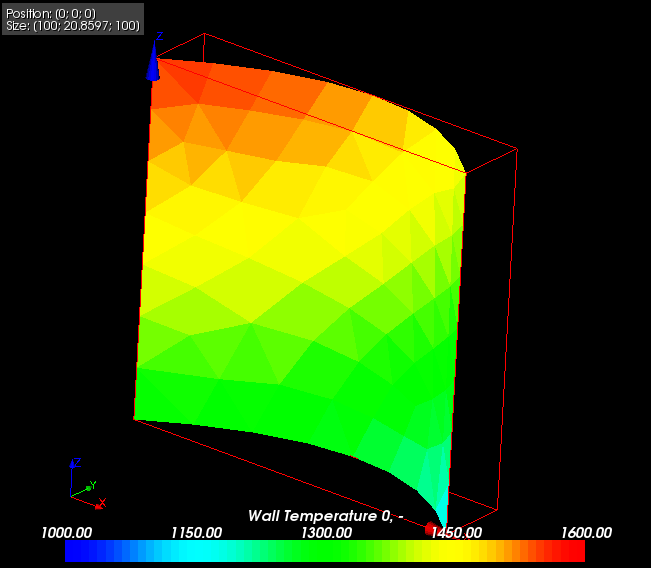 Position: (0; 0; 0)
Size: (100; 20.8597; 100)
Z
Z
Y
X
Wall Temperature 0, -
1000.00 1150.00 1300.00 1450.00 1600.00